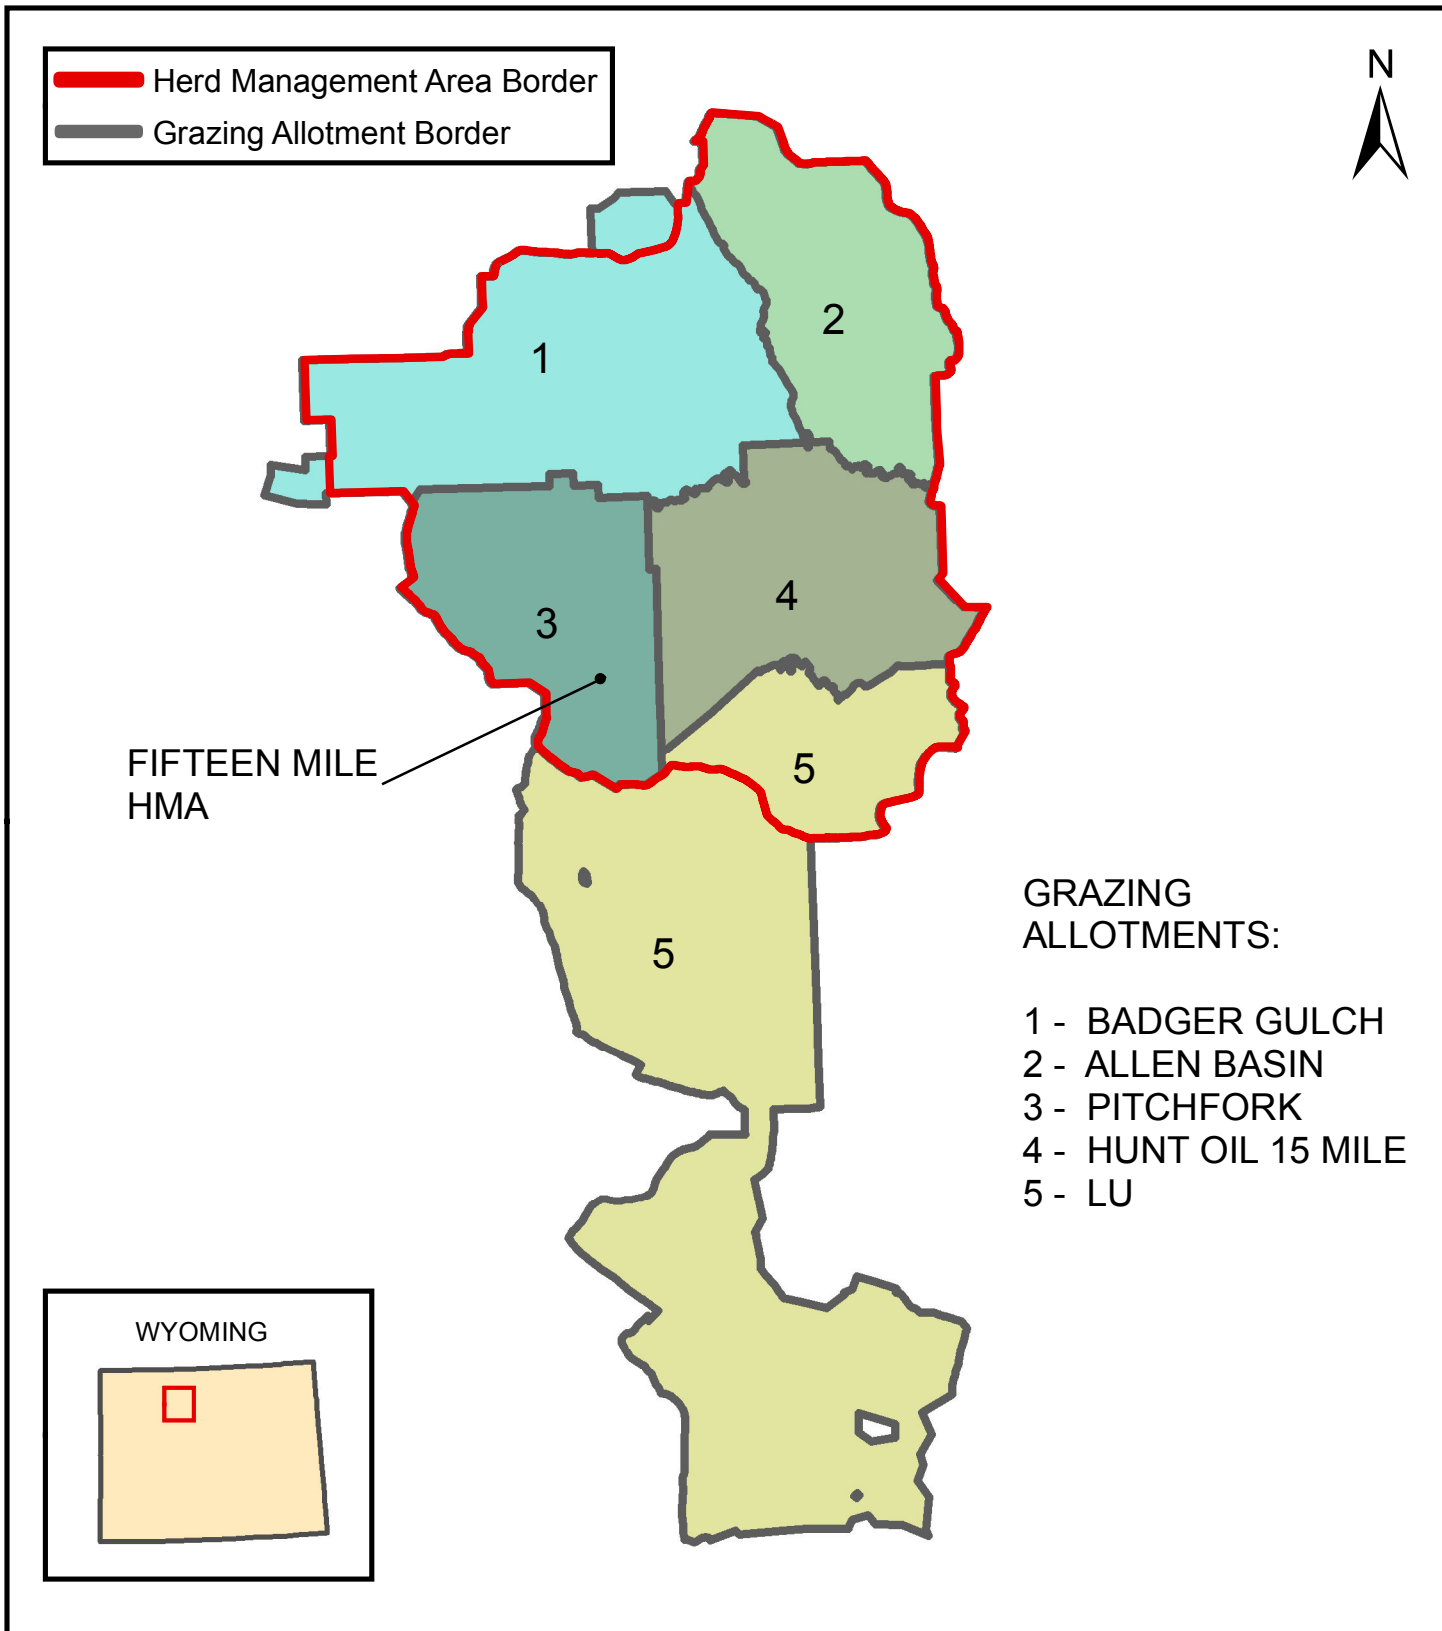 Herd Management Area Border
Grazing Allotment Border
N
1
2
3
4
5
FIFTEEN MILE
HMA
5
GRAZING
ALLOTMENTS:
1 - BADGER GULCH
2 - ALLEN BASIN
3 - PITCHFORK
4 - HUNT OIL 15 MILE
5 - LU
WYOMING